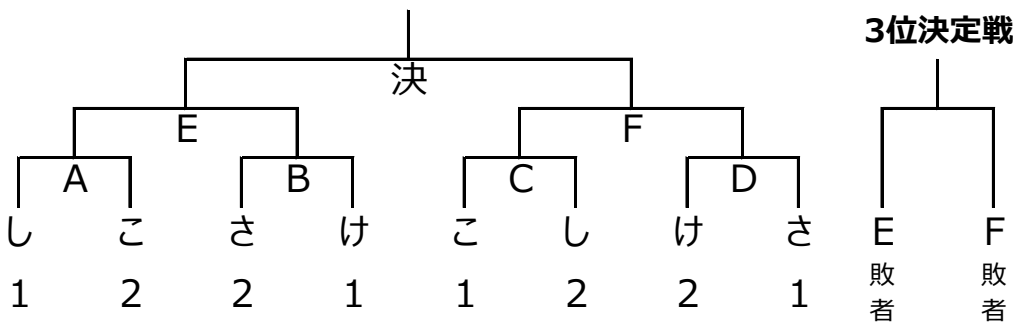 3位決定戦
決
E F
A B C D
し こ さ け こ し け さ E F
1 2 2 1 1 2 2 1 敗者 敗者